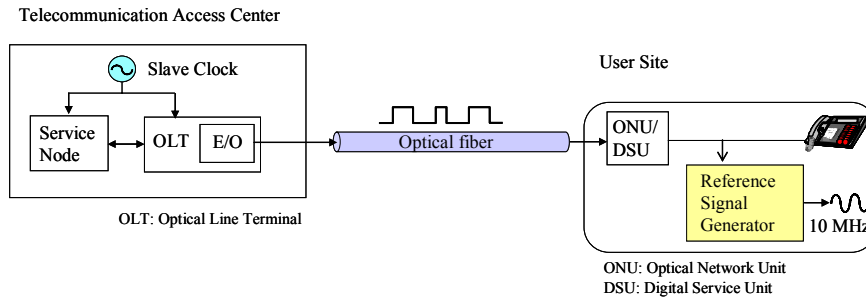 Telecommunication Access Center
Slave Clock
User Site
Service
Node
OLT
E/O
Optical fiber
ONU/
DSU
Reference
Signal
Generator
10 MHz
OLT: Optical Line Terminal
ONU: Optical Network Unit
DSU: Digital Service Unit